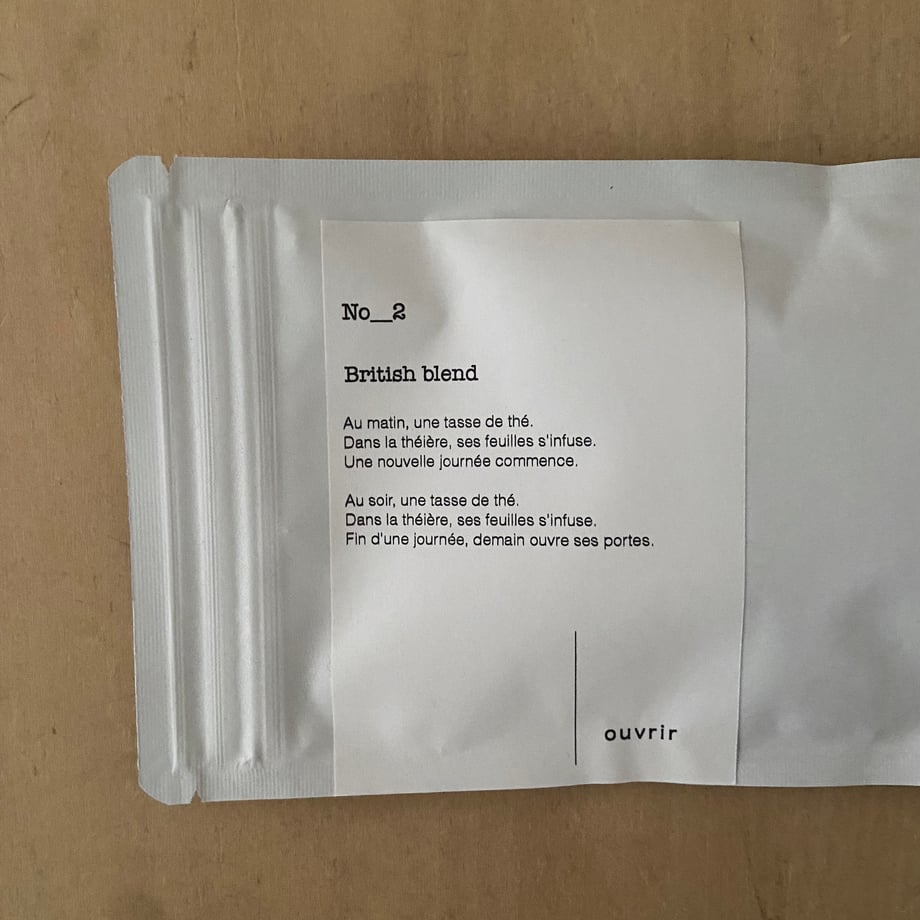 No__2
British blend
Au matin, une tasse de thé.
Dans la théière, ses feuilles s'infuse.
Une nouvelle journée commence.
Au soir, une tasse de thé.
Dans la théière, ses feuilles s'infuse.
Fin d'une journée, demain ouvre ses portes.
ouvrir